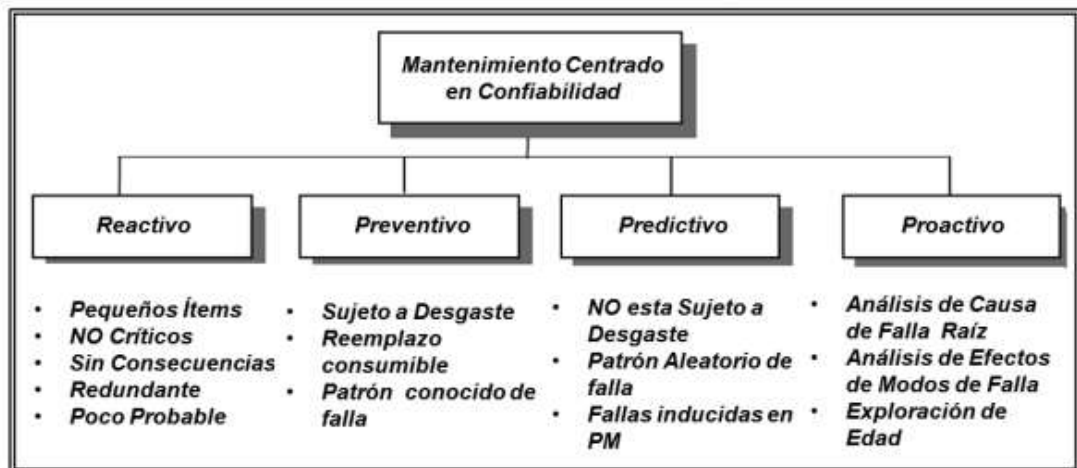 Mantenimiento Centrado
en Confiabilidad
Reactivo
Preventivo
Predictivo
Proactivo
• Pequeños Ítems
• NO Críticos
• Sin Consecuencias
• Redundante
• Poco Probable
• Sujeto a Desgaste
• Reemplazo
consumible
• Patrón conocido de
falla
• NO esta Sujeto a
Desgaste
• Patrón Aleatorio de
falla
• Fallas inducidas en
PM
• Análisis de Causa
de Falla Raíz
• Análisis de Efectos
de Modos de Falla
• Exploración de
Edad